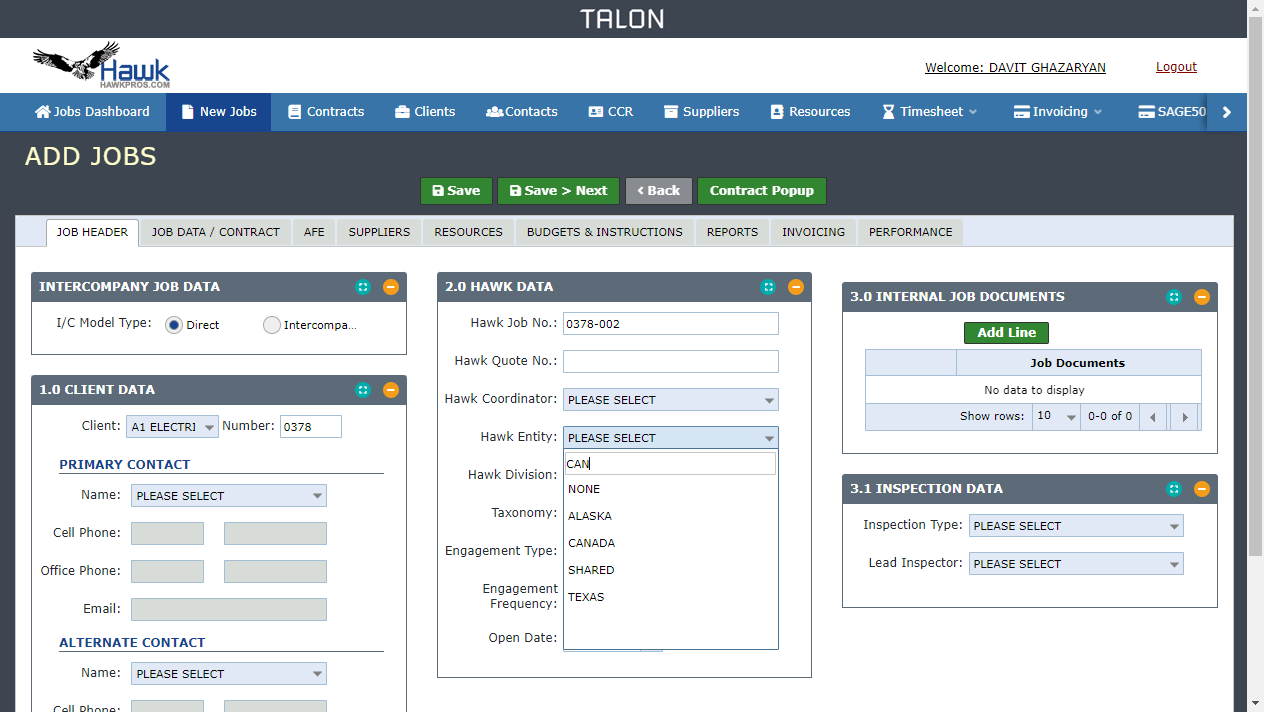 TALON
Hawk
HAWKPROS.COM
Welcome: DAVIT GHAZARYAN
Logout
Jobs Dashboard
New Jobs
Contracts
Clients
Contacts
CCR
Suppliers
Resources
Timesheet
Invoicing
SAGE50
ADD JOBS
Save
Save > Next
Back
Contract Popup
JOB HEADER
JOB DATA / CONTRACT
AFE
SUPPLIERS
RESOURCES
BUDGETS & INSTRUCTIONS
REPORTS
INVOICING
PERFORMANCE
INTERCOMPANY JOB DATA
I/C Model Type:
Direct
Intercompa...
1.0 CLIENT DATA
Client:
A1 ELECTRI
Number:
0378
PRIMARY CONTACT
Name:
PLEASE SELECT
Cell Phone:
Office Phone:
Email:
ALTERNATE CONTACT
Name:
PLEASE SELECT
Cell Phone:
2.0 HAWK DATA
Hawk Job No.:
0378-002
Hawk Quote No.:
Hawk Coordinator:
PLEASE SELECT
Hawk Entity:
PLEASE SELECT
CAN
NONE
ALASKA
CANADA
SHARED
TEXAS
Hawk Division:
Taxonomy:
Engagement Type:
Engagement
Frequency:
Open Date:
3.0 INTERNAL JOB DOCUMENTS
Add Line
Job Documents
No data to display
Show rows:
10
0-0 of 0
3.1 INSPECTION DATA
Inspection Type:
PLEASE SELECT
Lead Inspector:
PLEASE SELECT